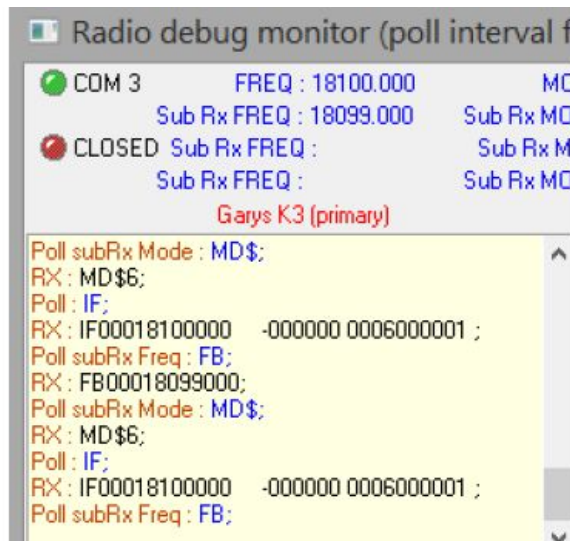 Radio debug monitor (poll interval f
COM 3 FREQ : 18100.000 MO
Sub Rx FREQ : 18099.000 Sub Rx MO
CLOSED Sub Rx FREQ : Sub Rx M
Sub Rx FREQ : Sub Rx MO
Garys K3 (primary)
Poll subRx Mode : MD$;
RX : MD$6;
Poll : IF;
RX : IF00018100000     -000000 0006000001 ;
Poll subRx Freq : FB;
RX : FB00018099000;
Poll subRx Mode : MD$;
RX : MD$6;
Poll : IF;
RX : IF00018100000     -000000 0006000001 ;
Poll subRx Freq : FB;